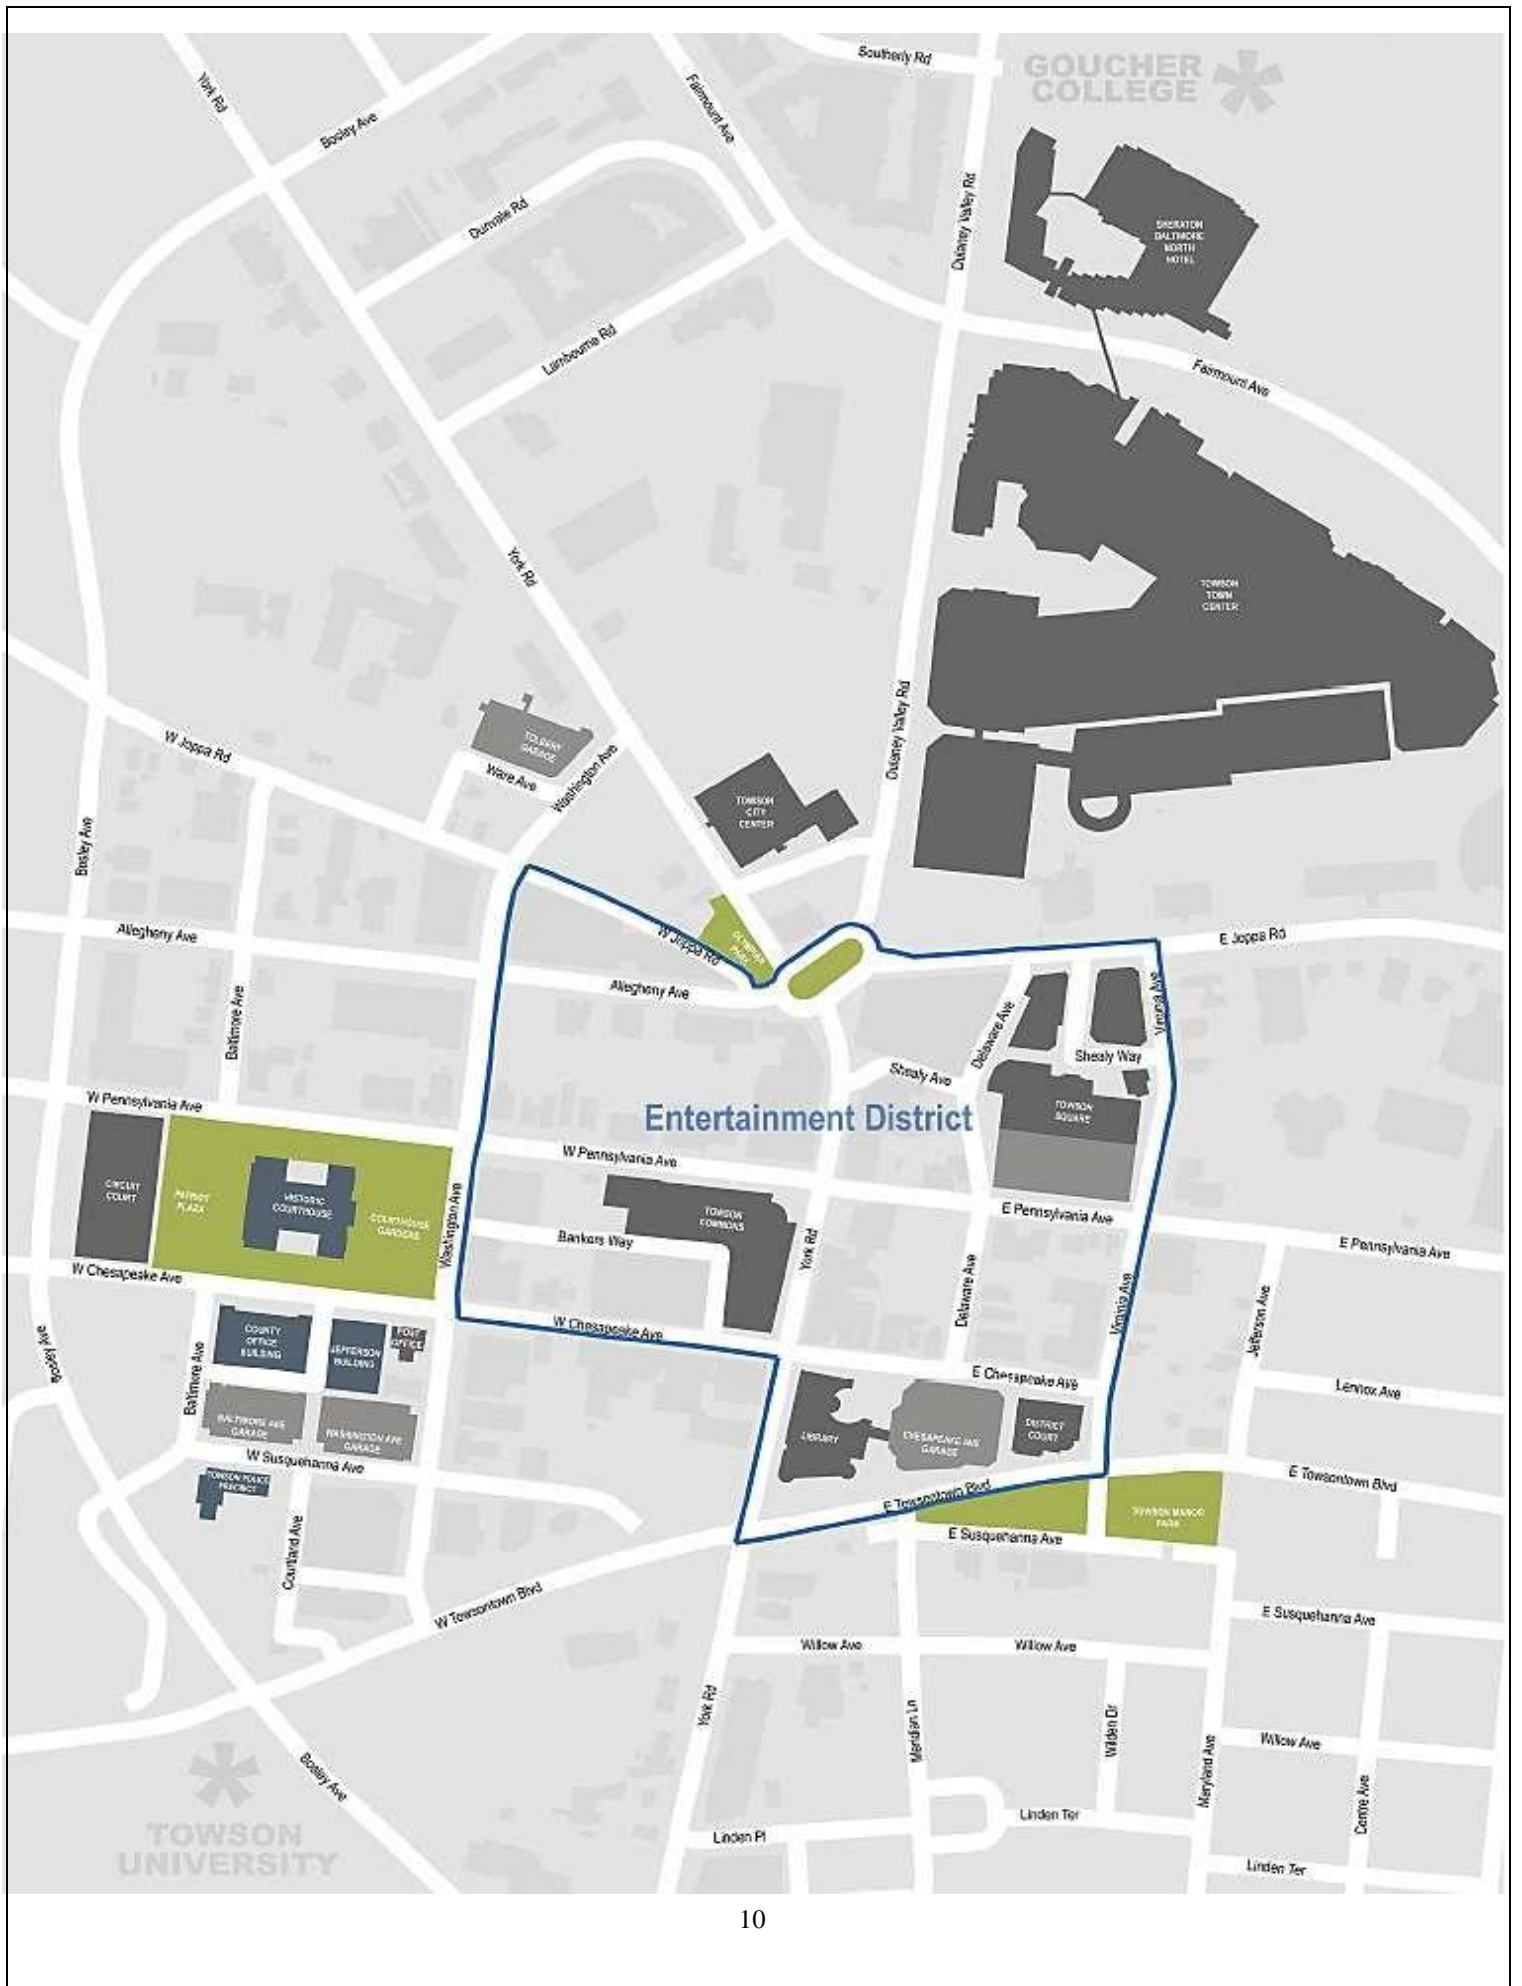 Southerly Rd
GOUCHER
COLLEGE
York Rd
Bosley Ave
Fairmount Ave
Dulaney Valley Rd
Dunvale Rd
SHERATON
BALTIMORE
NORTH
HOTEL
Lambourne Rd
Fairmount Ave
York Rd
TOWSON
TOWN
CENTER
Dulaney Valley Rd
W Joppa Rd
TOLBERT
GARAGE
Ware Ave
Washington Ave
TOWSON
CITY
CENTER
Bosley Ave
Allegheny Ave
W Joppa Rd
OLYMPIAN
PARK
E Joppa Rd
Allegheny Ave
Baltimore Ave
Delaware Ave
Virginia Ave
Shealy Way
Shealy Ave
W Pennsylvania Ave
Entertainment District
TOWSON
SQUARE
W Pennsylvania Ave
CIRCUIT
COURT
PATRIOT
PLAZA
HISTORIC
COURTHOUSE
COURTHOUSE
GARDENS
Washington Ave
TOWSON
COMMONS
Bankers Way
York Rd
E Pennsylvania Ave
E Pennsylvania Ave
W Chesapeake Ave
Delaware Ave
Virginia Ave
Jefferson Ave
W Chesapeake Ave
COUNTY
OFFICE
BUILDING
JEFFERSON
BUILDING
POST
OFFICE
Bosley Ave
Baltimore Ave
E Chesapeake Ave
Lennox Ave
BALTIMORE AVE
GARAGE
WASHINGTON AVE
GARAGE
LIBRARY
CHESAPEAKE AVE
GARAGE
DISTRICT
COURT
W Susquehanna Ave
TOWSON POLICE
PRECINCT
E Towsontown Blvd
E Towsontown Blvd
TOWSON MANOR
PARK
E Susquehanna Ave
Courtland Ave
W Towsontown Blvd
E Susquehanna Ave
Willow Ave
Willow Ave
York Rd
Meridian Ln
Wilden Dr
Maryland Ave
Willow Ave
Bosley Ave
Centre Ave
TOWSON
UNIVERSITY
Linden Pl
Linden Ter
Linden Ter
10